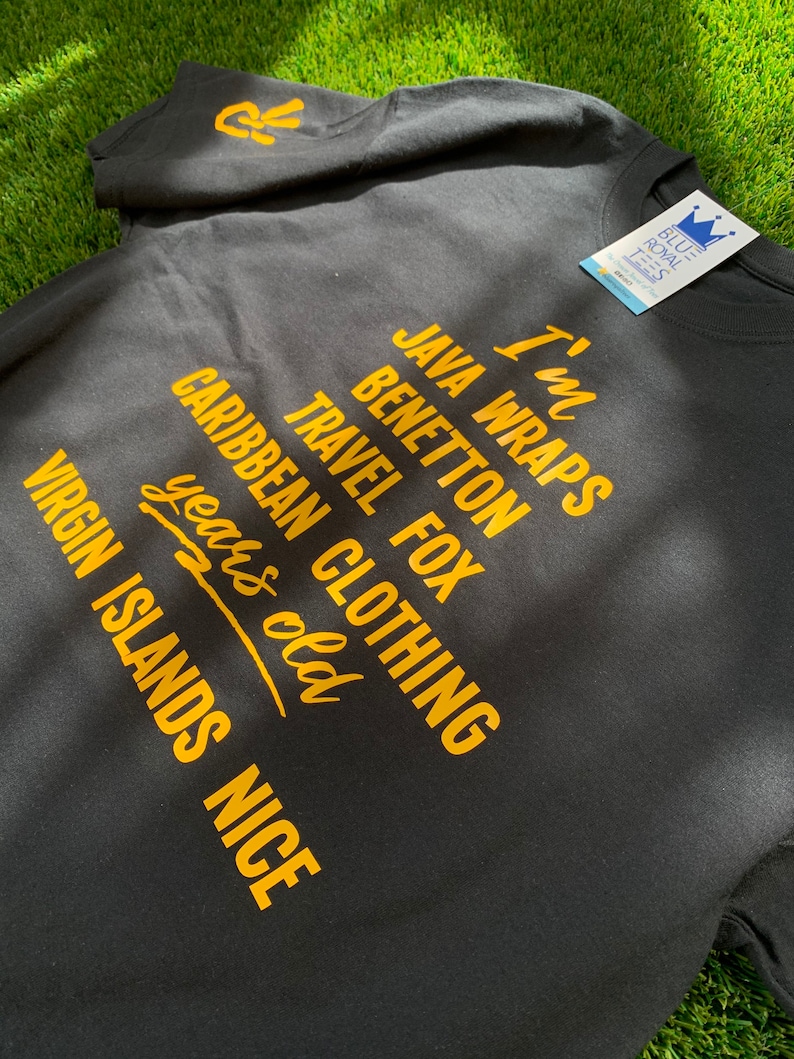 I'm
JAVA WRAPS
BENETTON
TRAVEL FOX
CARIBBEAN CLOTHING
years old
VIRGIN ISLANDS NICE
BLUE
ROYAL
TEES